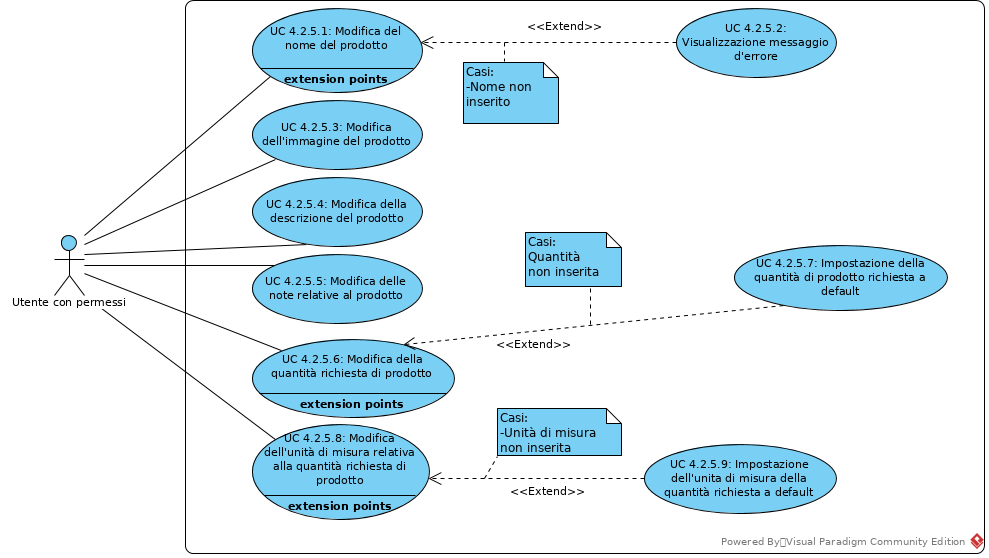 UC 4.2.5.1: Modifica del
nome del prodotto
extension points
<<Extend>>
UC 4.2.5.2:
Visualizzazione messaggio
d'errore
Casi:
-Nome non
inserito
UC 4.2.5.3: Modifica
dell'immagine del prodotto
UC 4.2.5.4: Modifica della
descrizione del prodotto
Utente con permessi
UC 4.2.5.5: Modifica delle
note relative al prodotto
Casi:
Quantità
non inserita
UC 4.2.5.7: Impostazione della
quantità di prodotto richiesta a
default
<<Extend>>
UC 4.2.5.6: Modifica della
quantità richiesta di prodotto
extension points
Casi:
-Unità di misura
non inserita
UC 4.2.5.8: Modifica
dell'unità di misura relativa
alla quantità richiesta di
prodotto
extension points
<<Extend>>
UC 4.2.5.9: Impostazione
dell'unita di misura della
quantità richiesta a default
Powered By Visual Paradigm Community Edition